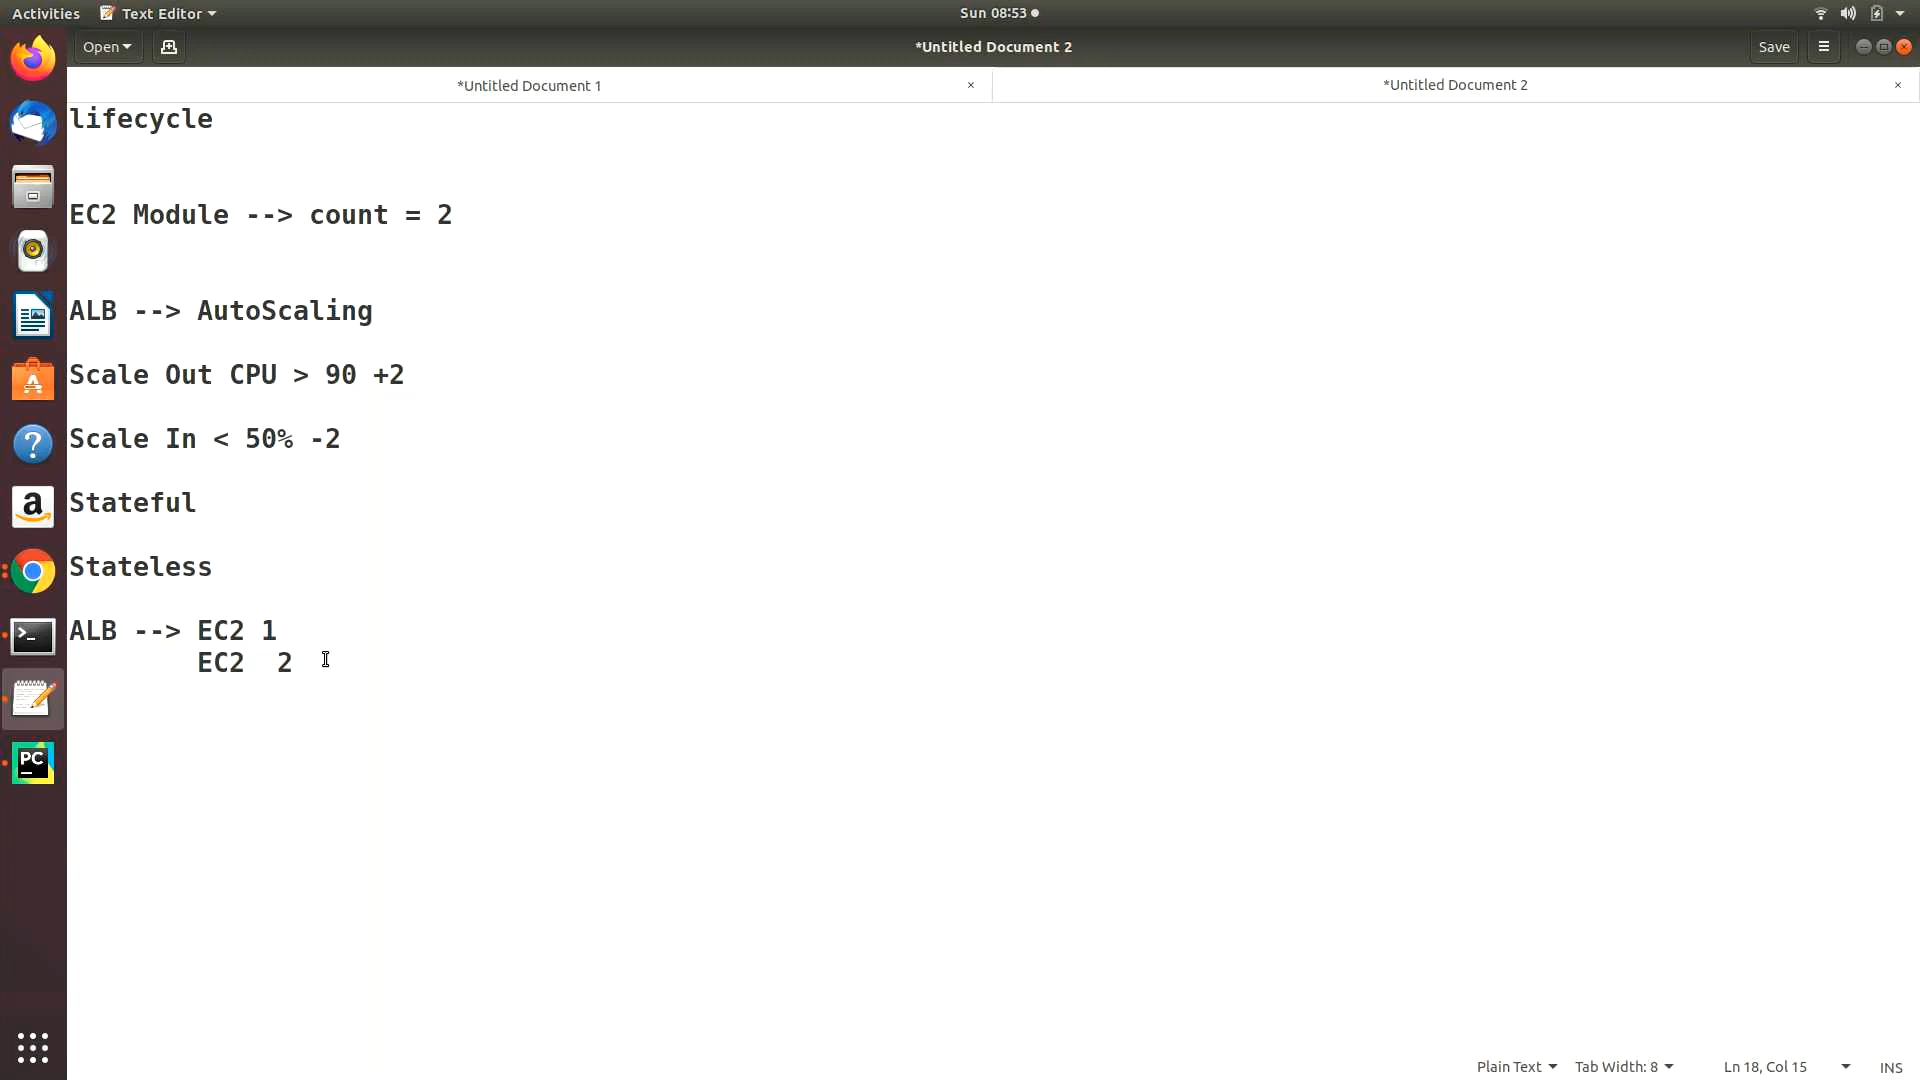 Activities Text Editor Sun 08:53
Open *Untitled Document 2 Save
*Untitled Document 1 × *Untitled Document 2 ×
lifecycle
EC2 Module --> count = 2
ALB --> AutoScaling
Scale Out CPU > 90 +2
Scale In < 50% -2
Stateful
Stateless
ALB --> EC2 1
EC2  2
PC
Plain Text Tab Width: 8 Ln 18, Col 15 INS